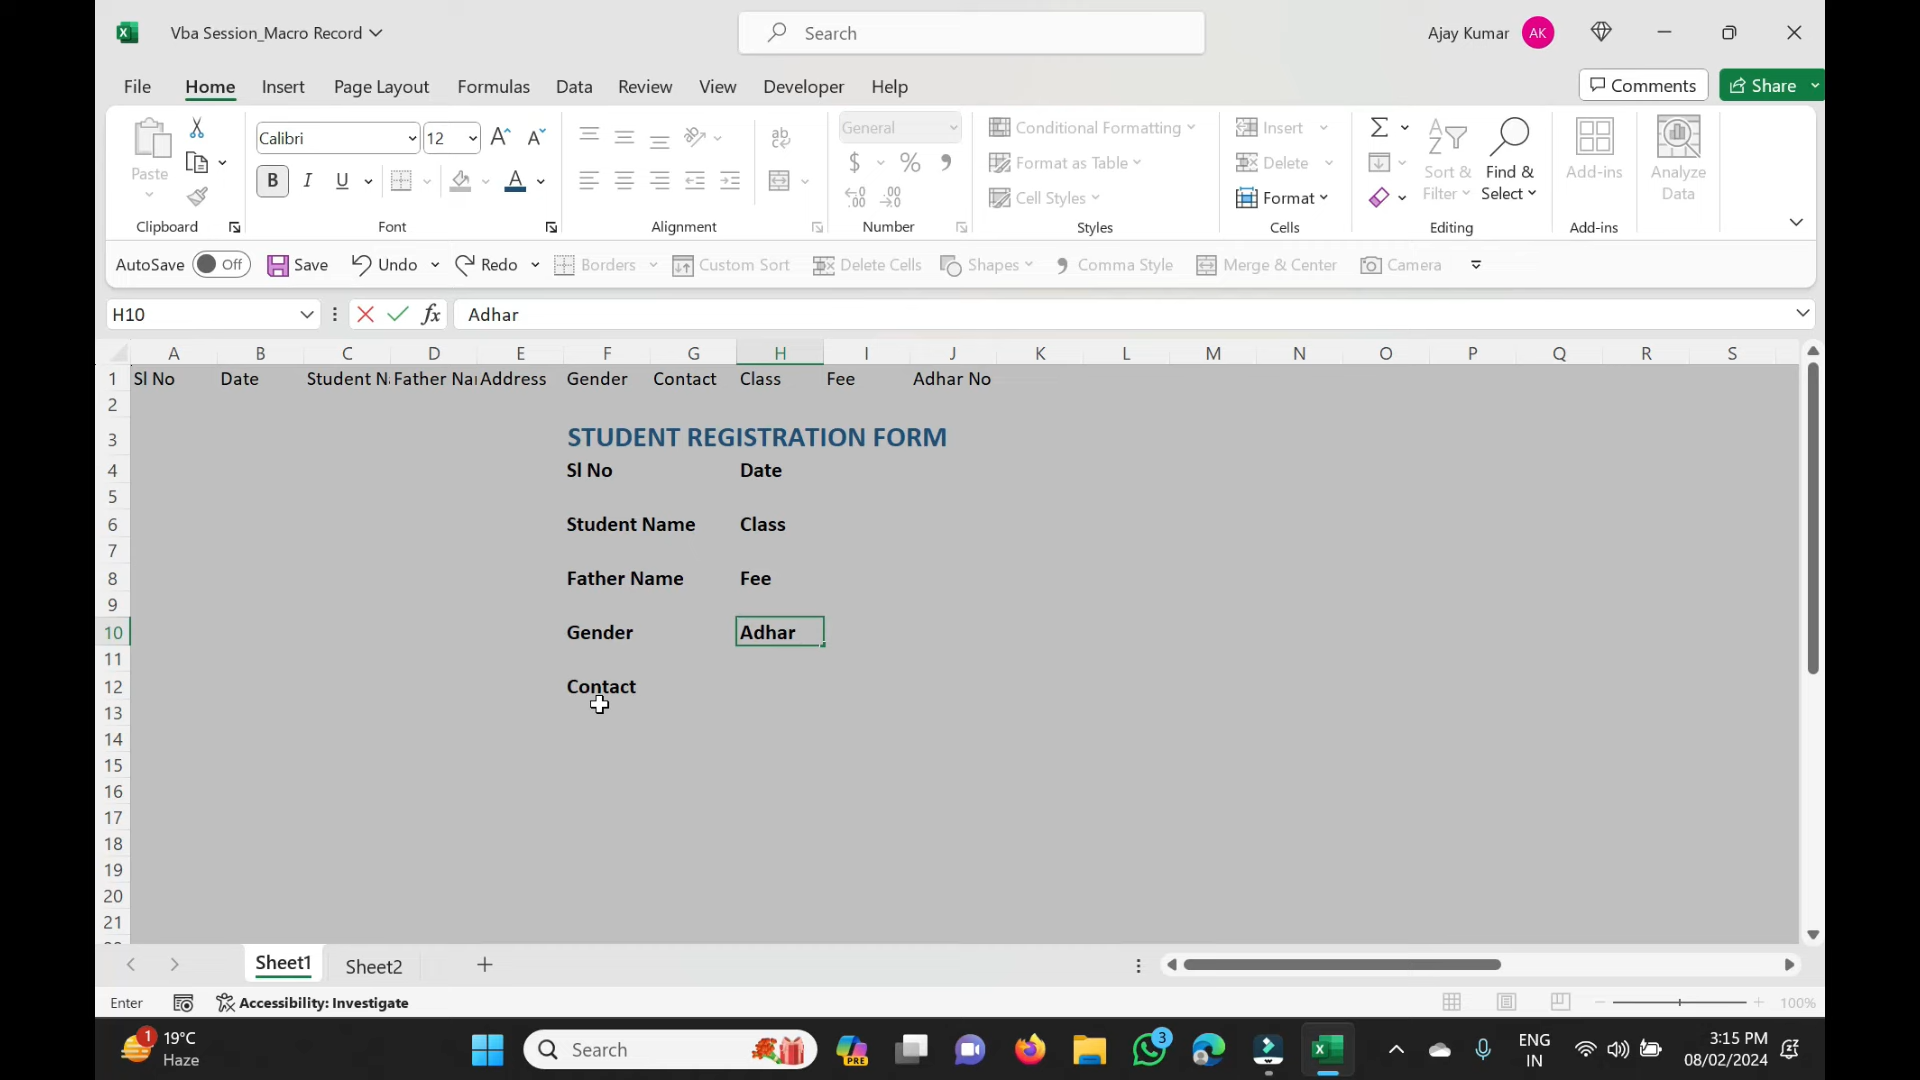 Vba Session_Macro Record
Search
Ajay Kumar
AK
File Home Insert Page Layout Formulas Data Review View Developer Help
Comments
Share
Paste
Clipboard
Calibri
12
B I U
Font
ab
Alignment
General
$ % ,
Number
Conditional Formatting
Format as Table
Cell Styles
Styles
Insert
Delete
Format
Cells
Sort &
Filter
Find &
Select
Editing
Add-ins
Add-ins
Analyze
Data
AutoSave Off Save Undo Redo Borders Custom Sort Delete Cells Shapes Comma Style Merge & Center Camera
H10
fx
Adhar
A B C D E F G H I J K L M N O P Q R S
1 Sl No Date Student N Father Na Address Gender Contact Class Fee Adhar No
2
3 STUDENT REGISTRATION FORM
4 Sl No Date
5
6 Student Name Class
7
8 Father Name Fee
9
10 Gender Adhar
11
12 Contact
13
14
15
16
17
18
19
20
21
Sheet1 Sheet2
Enter
Accessibility: Investigate
100%
1
19°C
Haze
Search
PRE
3
ENG
IN
3:15 PM
08/02/2024